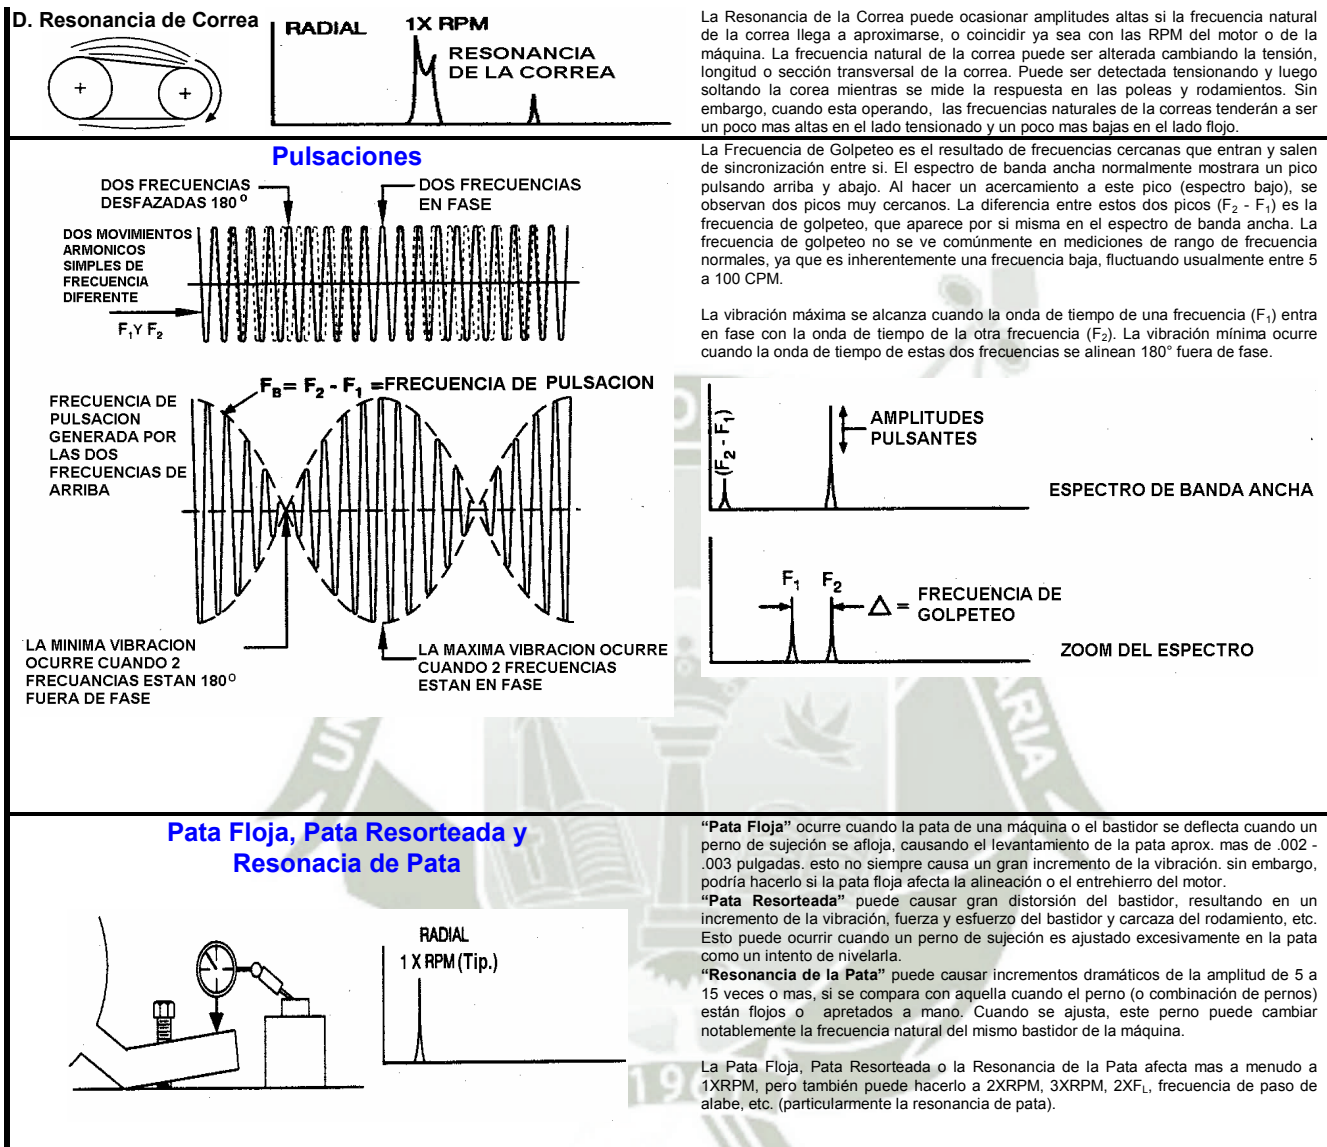 D. Resonancia de Correa
RADIAL
1X RPM
RESONANCIA
DE LA CORREA
La Resonancia de la Correa puede ocasionar amplitudes altas si la frecuencia natural
de la correa llega a aproximarse, o coincidir ya sea con las RPM del motor o de la
máquina. La frecuencia natural de la correa puede ser alterada cambiando la tensión,
longitud o sección transversal de la correa. Puede ser detectada tensionando y luego
soltando la corea mientras se mide la respuesta en las poleas y rodamientos. Sin
embargo, cuando esta operando, las frecuencias naturales de la correas tenderán a ser
un poco mas altas en el lado tensionado y un poco mas bajas en el lado flojo.
Pulsaciones
DOS FRECUENCIAS
DESFAZADAS 180°
DOS FRECUENCIAS
EN FASE
DOS MOVIMIENTOS
ARMONICOS
SIMPLES DE
FRECUENCIA
DIFERENTE
F₁Y F₂
F_B= F₂ - F₁ =FRECUENCIA DE PULSACION
FRECUENCIA DE
PULSACION
GENERADA POR
LAS DOS
FRECUENCIAS DE
ARRIBA
LA MINIMA VIBRACION
OCURRE CUANDO 2
FRECUANCIAS ESTAN 180°
FUERA DE FASE
LA MAXIMA VIBRACION OCURRE
CUANDO 2 FRECUENCIAS
ESTAN EN FASE
La Frecuencia de Golpeteo es el resultado de frecuencias cercanas que entran y salen
de sincronización entre si. El espectro de banda ancha normalmente mostrara un pico
pulsando arriba y abajo. Al hacer un acercamiento a este pico (espectro bajo), se
observan dos picos muy cercanos. La diferencia entre estos dos picos (F₂ - F₁) es la
frecuencia de golpeteo, que aparece por si misma en el espectro de banda ancha. La
frecuencia de golpeteo no se ve comúnmente en mediciones de rango de frecuencia
normales, ya que es inherentemente una frecuencia baja, fluctuando usualmente entre 5
a 100 CPM.
La vibración máxima se alcanza cuando la onda de tiempo de una frecuencia (F₁) entra
en fase con la onda de tiempo de la otra frecuencia (F₂). La vibración mínima ocurre
cuando la onda de tiempo de estas dos frecuencias se alinean 180° fuera de fase.
(F₂ - F₁)
AMPLITUDES
PULSANTES
ESPECTRO DE BANDA ANCHA
F₁ F₂
Δ =
FRECUENCIA DE
GOLPETEO
ZOOM DEL ESPECTRO
Pata Floja, Pata Resorteada y
Resonacia de Pata
RADIAL
1 X RPM (Tip.)
“Pata Floja” ocurre cuando la pata de una máquina o el bastidor se deflecta cuando un
perno de sujeción se afloja, causando el levantamiento de la pata aprox. mas de .002 -
.003 pulgadas. esto no siempre causa un gran incremento de la vibración. sin embargo,
podría hacerlo si la pata floja afecta la alineación o el entrehierro del motor.
“Pata Resorteada” puede causar gran distorsión del bastidor, resultando en un
incremento de la vibración, fuerza y esfuerzo del bastidor y carcaza del rodamiento, etc.
Esto puede ocurrir cuando un perno de sujeción es ajustado excesivamente en la pata
como un intento de nivelarla.
“Resonancia de la Pata” puede causar incrementos dramáticos de la amplitud de 5 a
15 veces o mas, si se compara con aquella cuando el perno (o combinación de pernos)
están flojos o apretados a mano. Cuando se ajusta, este perno puede cambiar
notablemente la frecuencia natural del mismo bastidor de la máquina.
La Pata Floja, Pata Resorteada o la Resonancia de la Pata afecta mas a menudo a
1XRPM, pero también puede hacerlo a 2XRPM, 3XRPM, 2XF_L, frecuencia de paso de
alabe, etc. (particularmente la resonancia de pata).